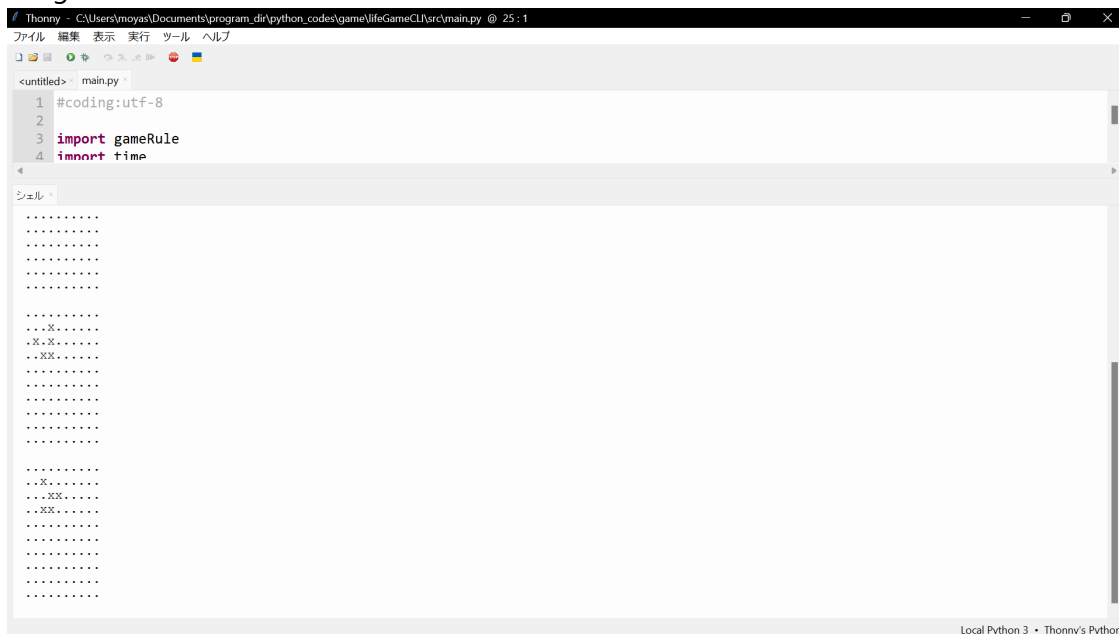 Thonny - C:\Users\moyas\Documents\program_dir\python_codes\game\lifeGameCLI\src\main.py @ 25 : 1
ファイル 編集 表示 実行 ツール ヘルプ
<untitled> × main.py ×
1 #coding:utf-8
2
3 import gameRule
4 import time
シェル ×
..........
..........
..........
..........
..........
..........
..........
...x......
.x.x......
..xx......
..........
..........
..........
..........
..........
..........
..........
..x.......
...xx.....
..xx......
..........
..........
..........
..........
..........
..........
Local Python 3 • Thonny's Python